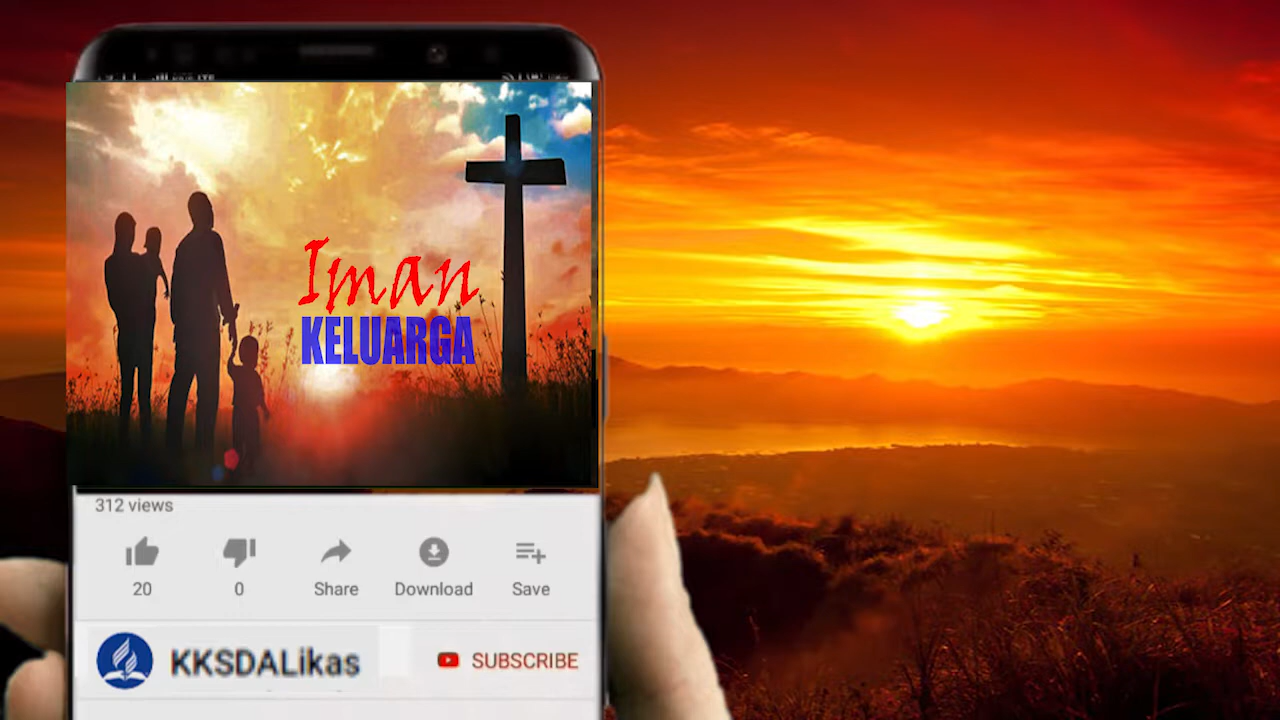 Iman
KELUARGA
312 views
20
0
Share
Download
Save
KKSDALikas
SUBSCRIBE